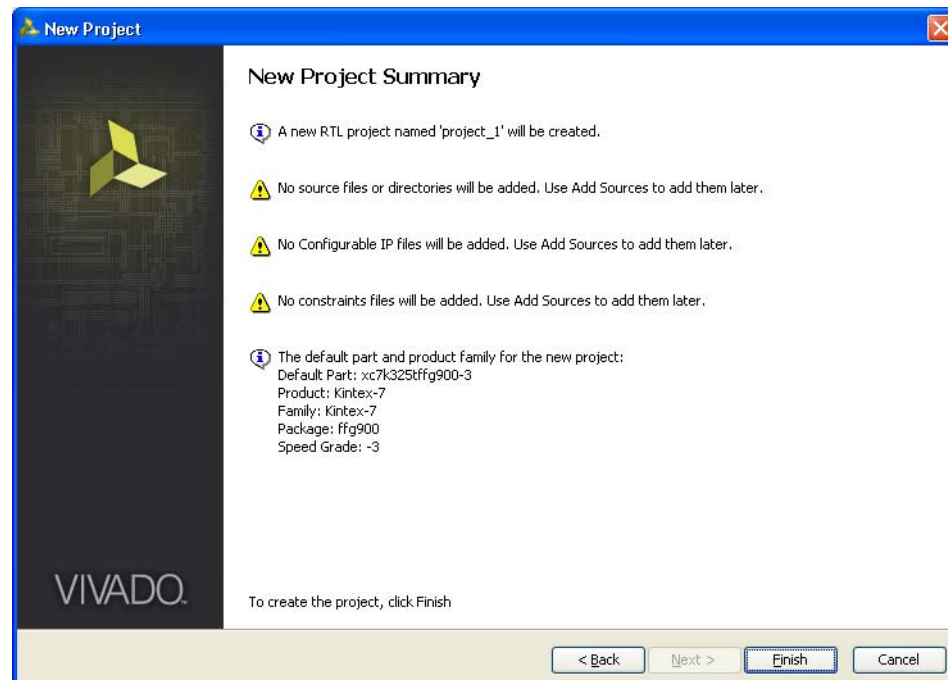 New Project
New Project Summary
A new RTL project named 'project_1' will be created.
No source files or directories will be added. Use Add Sources to add them later.
No Configurable IP files will be added. Use Add Sources to add them later.
No constraints files will be added. Use Add Sources to add them later.
The default part and product family for the new project:
Default Part: xc7k325tffg900-3
Product: Kintex-7
Family: Kintex-7
Package: ffg900
Speed Grade: -3
VIVADO™
To create the project, click Finish
< Back Next > Finish Cancel